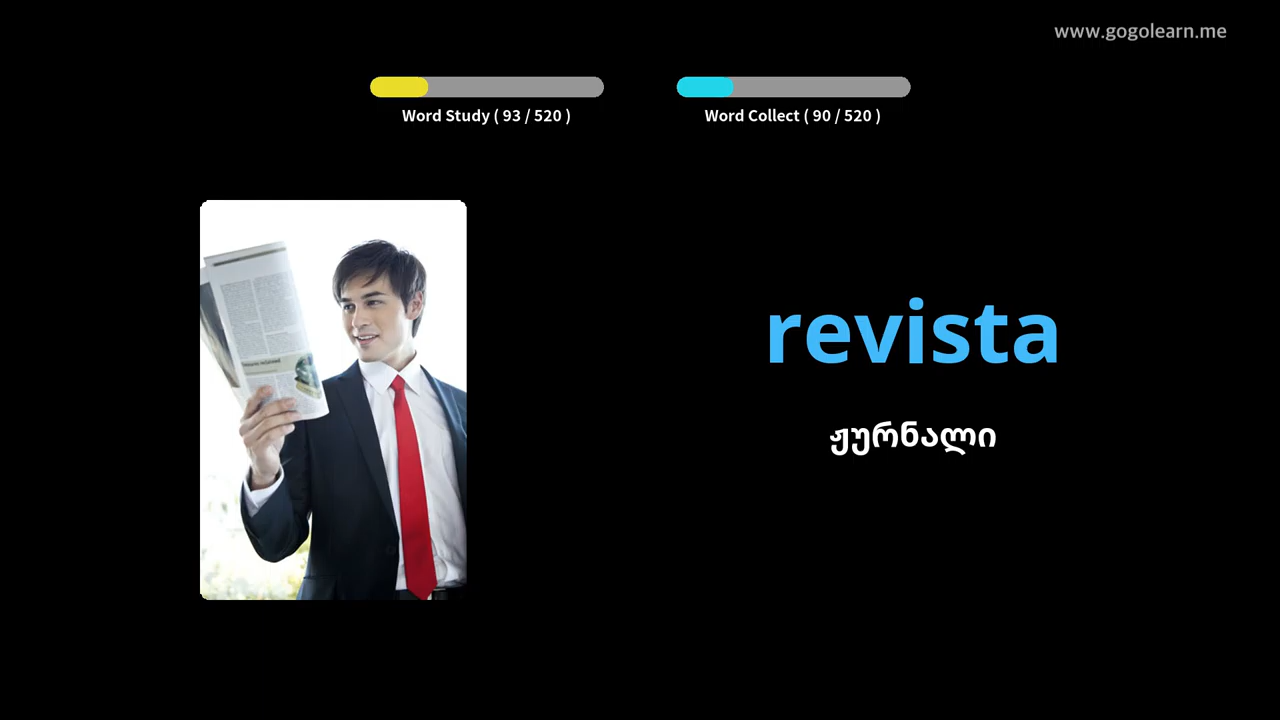 www.gogolearn.me
Word Study ( 93 / 520 )
Word Collect ( 90 / 520 )
revista
ჟურნალი